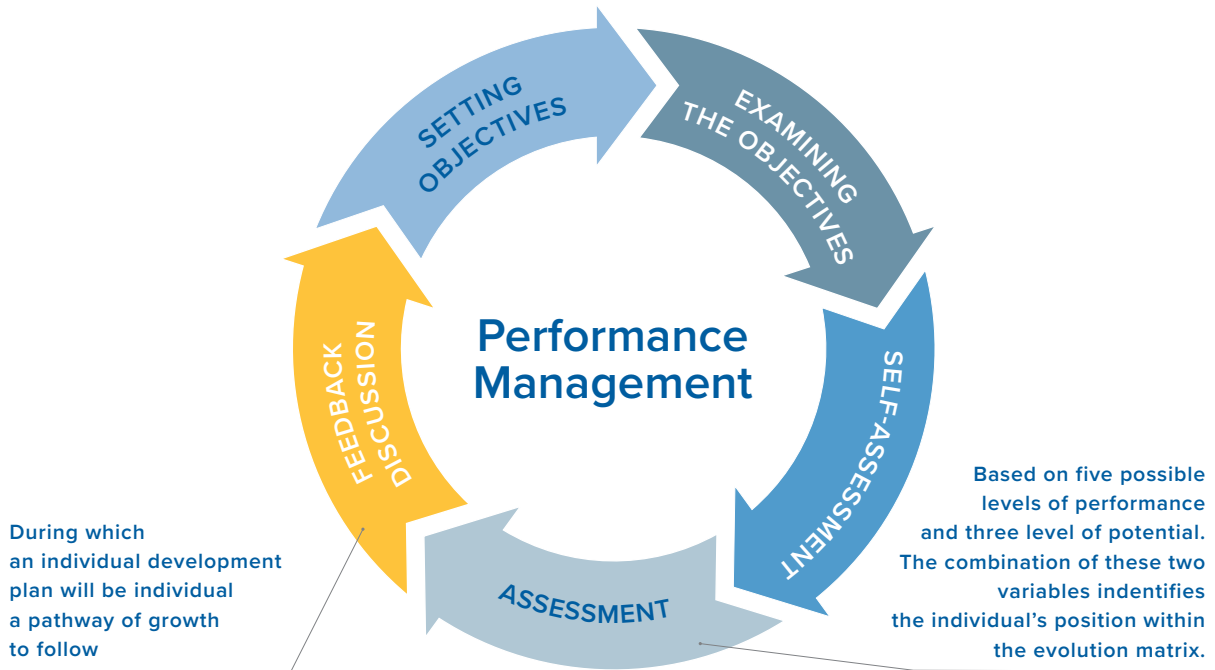 SETTING
OBJECTIVES
EXAMINING
THE OBJECTIVES
SELF-ASSESSMENT
ASSESSMENT
FEEDBACK
DISCUSSION
Performance
Management
Based on five possible
levels of performance
and three level of potential.
The combination of these two
variables indentifies
the individual’s position within
the evolution matrix.
During which
an individual development
plan will be individual
a pathway of growth
to follow